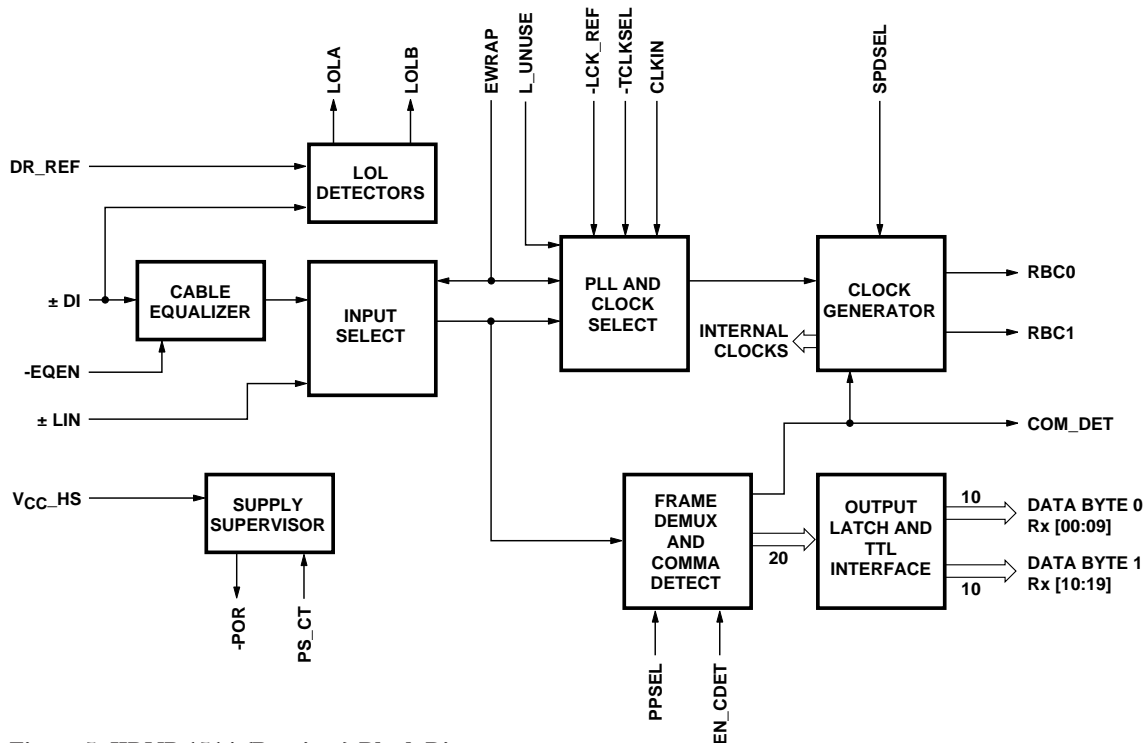 LOLA
LOLB
EWRAP
L_UNUSE
-LCK_REF
-TCLKSEL
CLKIN
SPDSEL
DR_REF
LOL
DETECTORS
± DI
CABLE
EQUALIZER
INPUT
SELECT
PLL AND
CLOCK
SELECT
CLOCK
GENERATOR
RBC0
RBC1
INTERNAL
CLOCKS
-EQEN
± LIN
COM_DET
VCC_HS
SUPPLY
SUPERVISOR
-POR
PS_CT
FRAME
DEMUX
AND
COMMA
DETECT
20
OUTPUT
LATCH AND
TTL
INTERFACE
10
DATA BYTE 0
Rx [00:09]
10
DATA BYTE 1
Rx [10:19]
PPSEL
EN_CDET